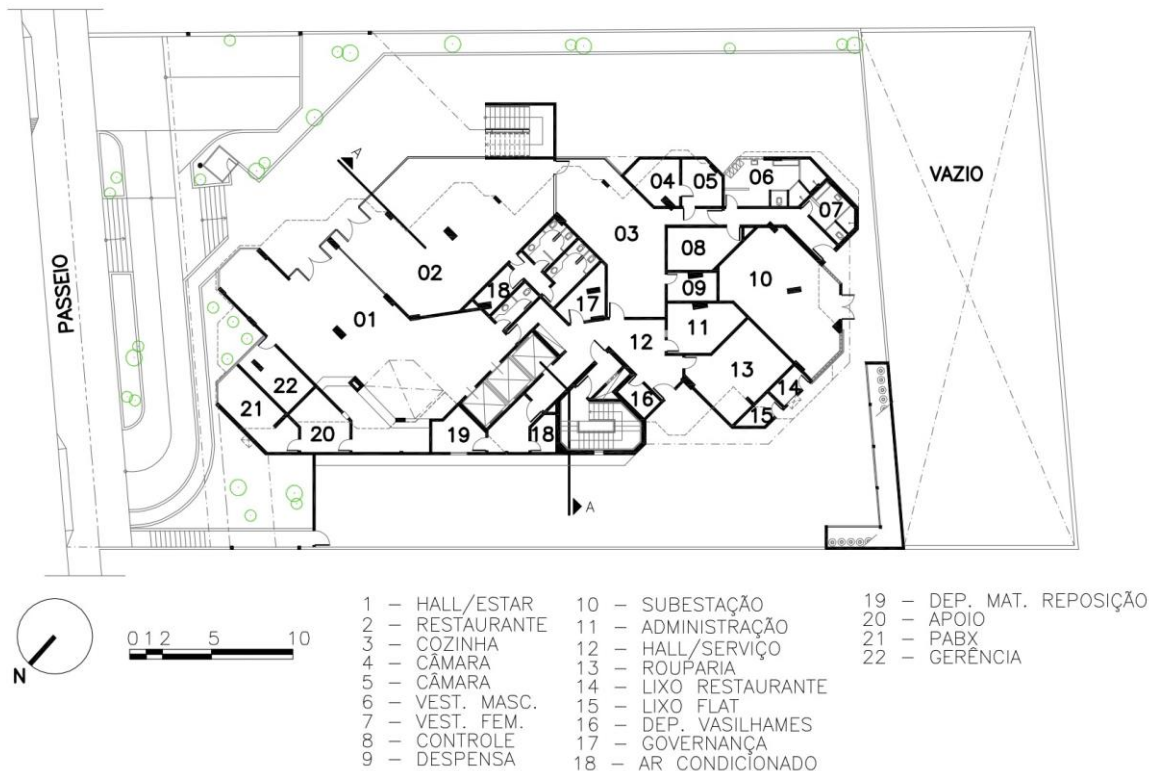 A
04
05
06
07
VAZIO
03
02
08
10
PASSEIO
18
17
09
01
11
12
13
22
16
14
21
15
20
19
18
A
N
0 1 2 5 10
1 – HALL/ESTAR
2 – RESTAURANTE
3 – COZINHA
4 – CÂMARA
5 – CÂMARA
6 – VEST. MASC.
7 – VEST. FEM.
8 – CONTROLE
9 – DESPENSA
10 – SUBESTAÇÃO
11 – ADMINISTRAÇÃO
12 – HALL/SERVIÇO
13 – ROUPARIA
14 – LIXO RESTAURANTE
15 – LIXO FLAT
16 – DEP. VASILHAMES
17 – GOVERNANÇA
18 – AR CONDICIONADO
19 – DEP. MAT. REPOSIÇÃO
20 – APOIO
21 – PABX
22 – GERÊNCIA